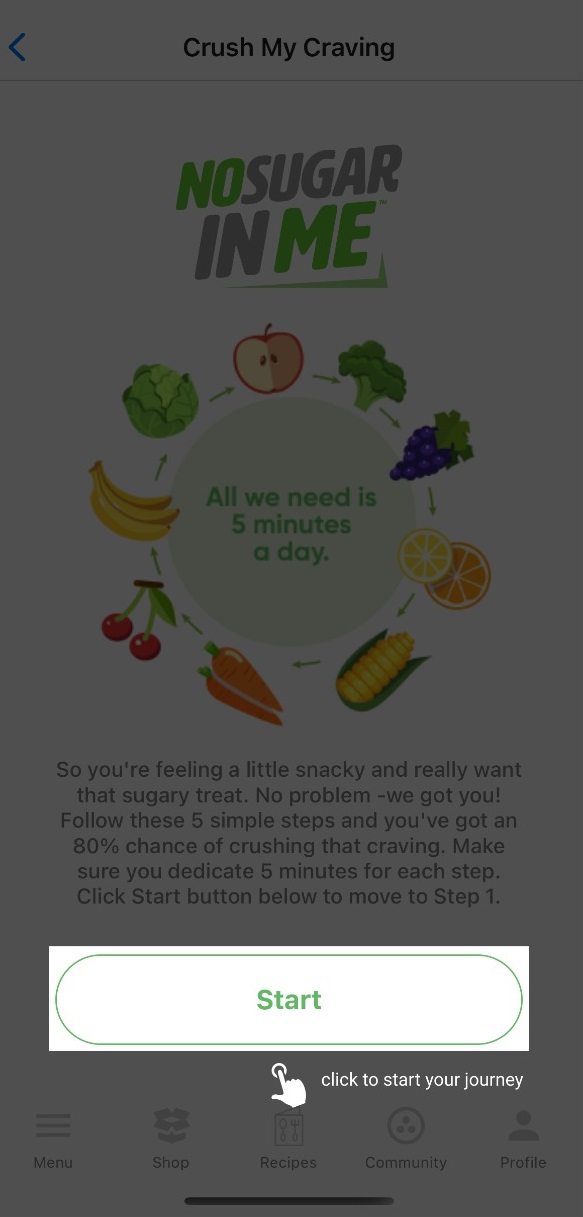 Crush My Craving
NOSUGAR
IN ME™
All we need is
5 minutes
a day.
So you're feeling a little snacky and really want
that sugary treat. No problem -we got you!
Follow these 5 simple steps and you've got an
80% chance of crushing that craving. Make
sure you dedicate 5 minutes for each step.
Click Start button below to move to Step 1.
Start
click to start your journey
Menu Shop Recipes Community Profile